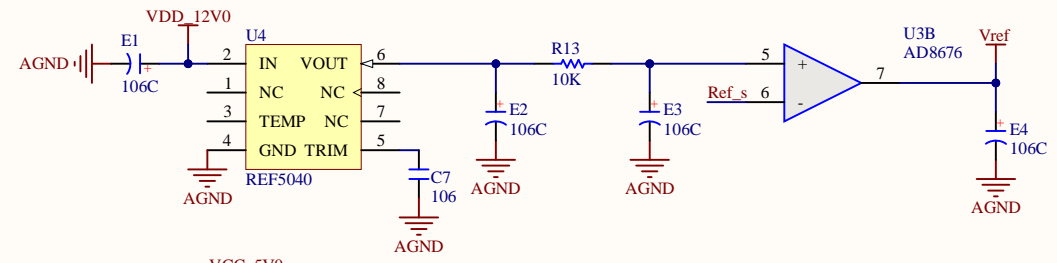 VDD_12V0
E1
AGND
106C
U4
2 IN VOUT 6
1 NC NC 8
3 TEMP NC 7
4 GND TRIM 5
REF5040
AGND
C7
106
AGND
E2
106C
AGND
R13
10K
E3
106C
AGND
5
Ref_s 6
7
U3B
AD8676
Vref
E4
106C
AGND